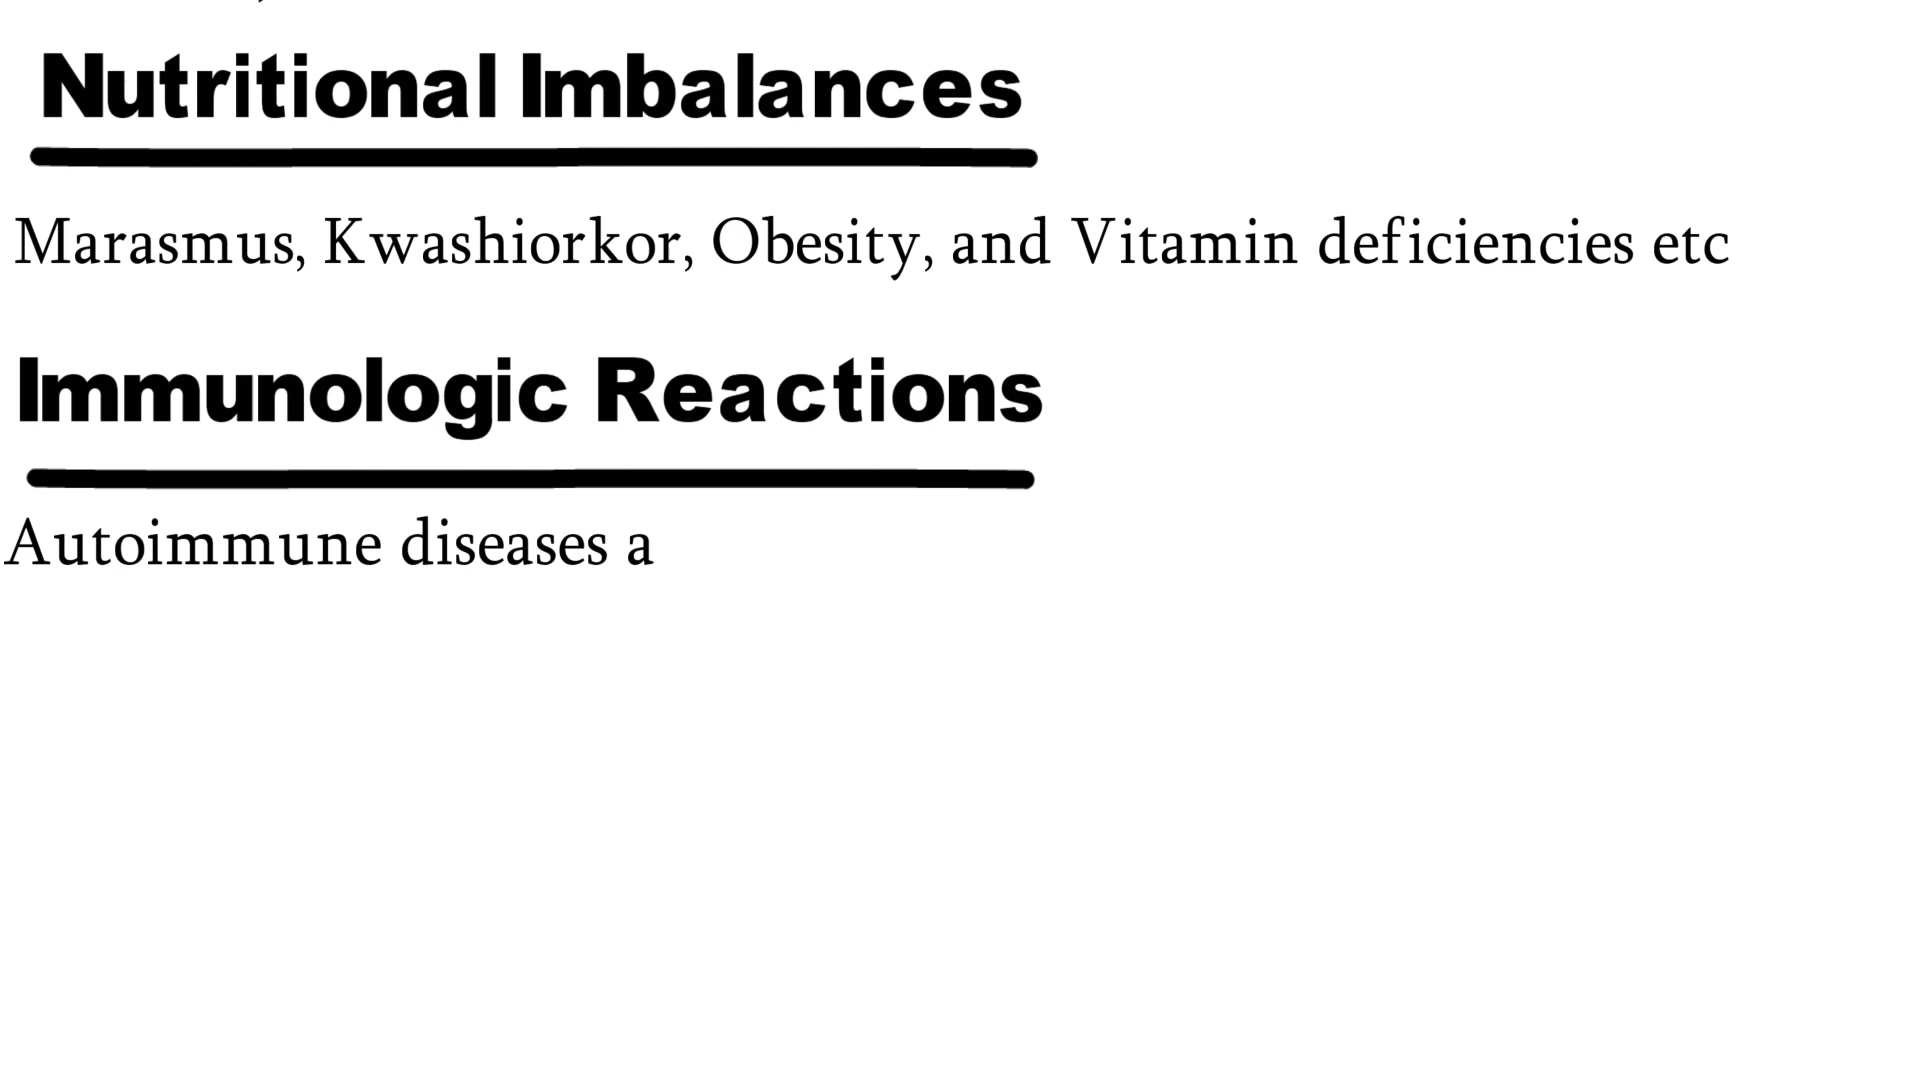 Nutritional Imbalances
Marasmus, Kwashiorkor, Obesity, and Vitamin deficiencies etc
Immunologic Reactions
Autoimmune diseases a